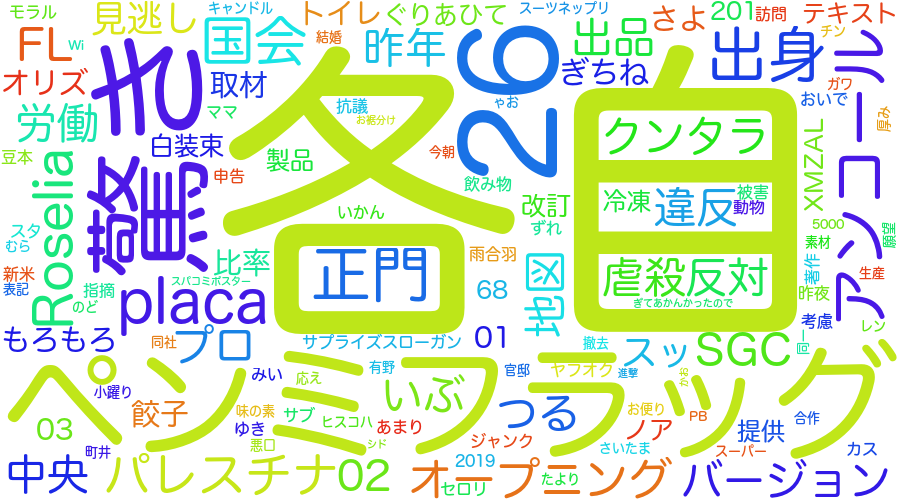 モラル
見逃し
キャンドル
トイレ
ぐりあひて
スーツネップリ
201
訪問
テキスト
FL
オリズ
取材
国会
結婚
昨年
26
出品
さよ
出身
チン
ガワ
アンコール
労働
ママ
抗議
ぎちね
おいで
厚み
お裾分け
ゃお
豆本
白装束
製品
今朝
申告
驚き
冬
各自
クンタラ
XMZAL
飲み物
冷凍
違反
被害
動物
Roselia
いかん
改訂
ずれ
5000
素材
願望
スタ
むら
比率
正門
雨合羽
地図
虐殺反対
著作
新米
表記
指摘
のど
スパコミポスター
placa
68
ぎてあかんかったので
昨夜
生産
もろもろ
同社
プロ
サプライズスローガン
01
撤去
スッ
SGC
考慮
同一
レン
小躍り
みい
応え
有野
官邸
ヤフオク
進撃
かお
ペンミフラッグ
餃子
味の素
サブ
ヒスコハ
いぶ
あまり
つる
お便り
ノア
PB
提供
合作
03
町井
ゆき
悪口
シド
ジャンク
さいたま
スーパー
カス
中央
パレスチナ
02
オープニング
2019
セロリ
たより
バージョン
Wi